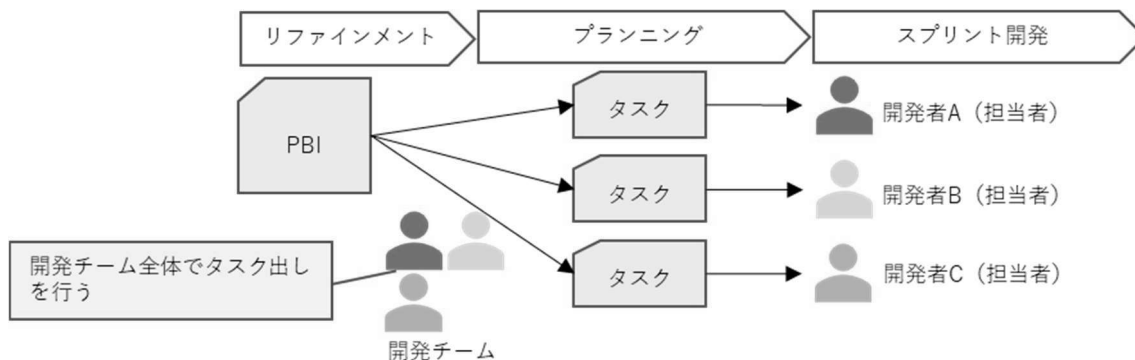 リファインメント
プランニング
スプリント開発
PBI
タスク
開発者A（担当者）
タスク
開発者B（担当者）
タスク
開発者C（担当者）
開発チーム全体でタスク出し
を行う
開発チーム